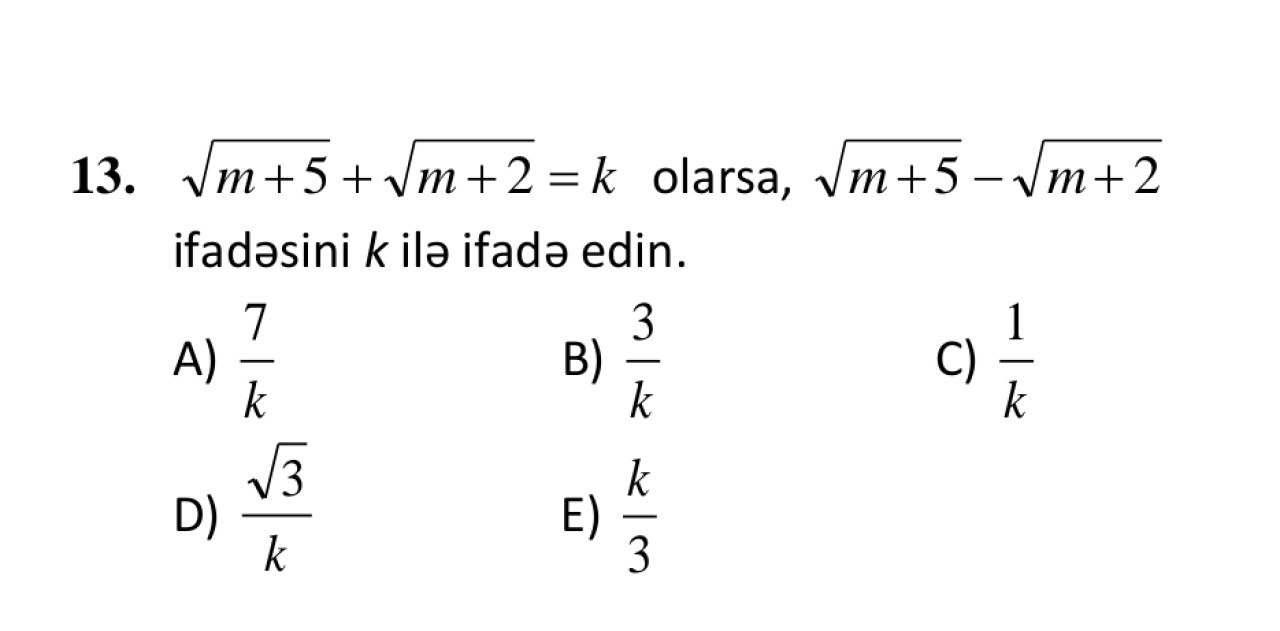 13. √(m+5) + √(m+2) = k olarsa, √(m+5) − √(m+2)
ifadəsini k ilə ifadə edin.
A) 7/k B) 3/k C) 1/k
D) √3/k E) k/3